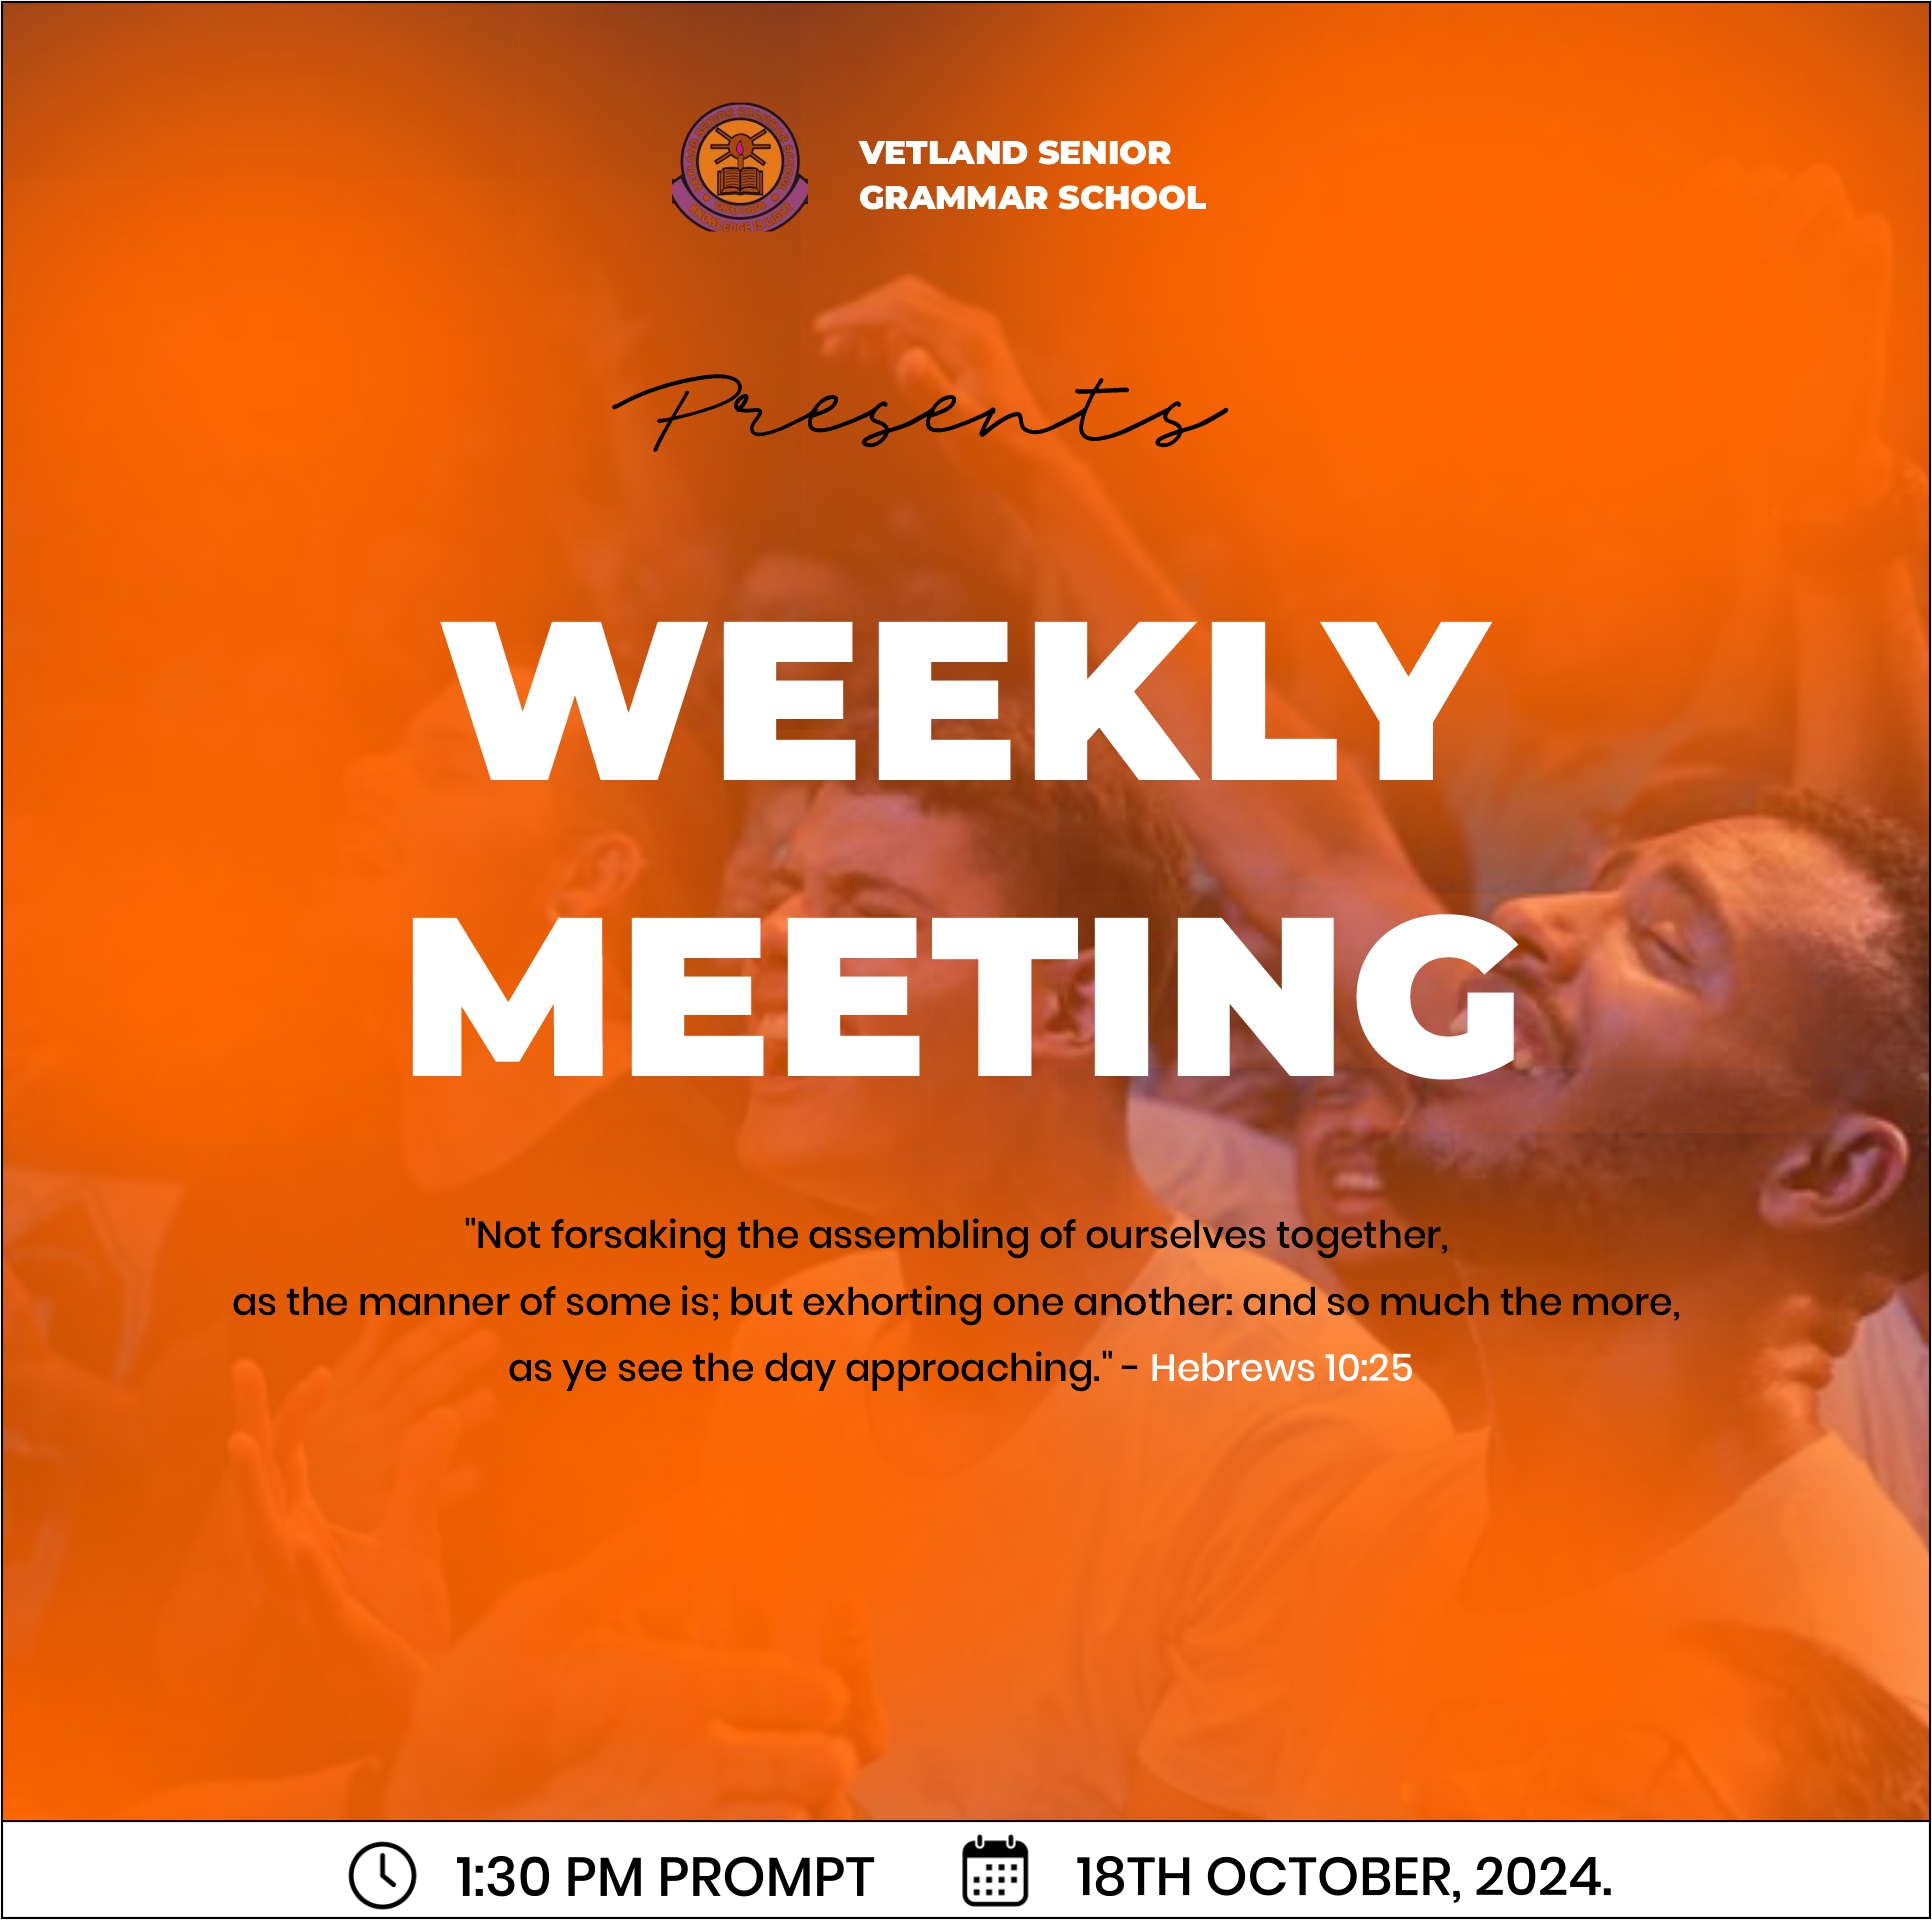 VETLAND SENIOR
GRAMMAR SCHOOL
Presents
WEEKLY
MEETING
"Not forsaking the assembling of ourselves together,
as the manner of some is; but exhorting one another: and so much the more,
as ye see the day approaching." - Hebrews 10:25
1:30 PM PROMPT
18TH OCTOBER, 2024.